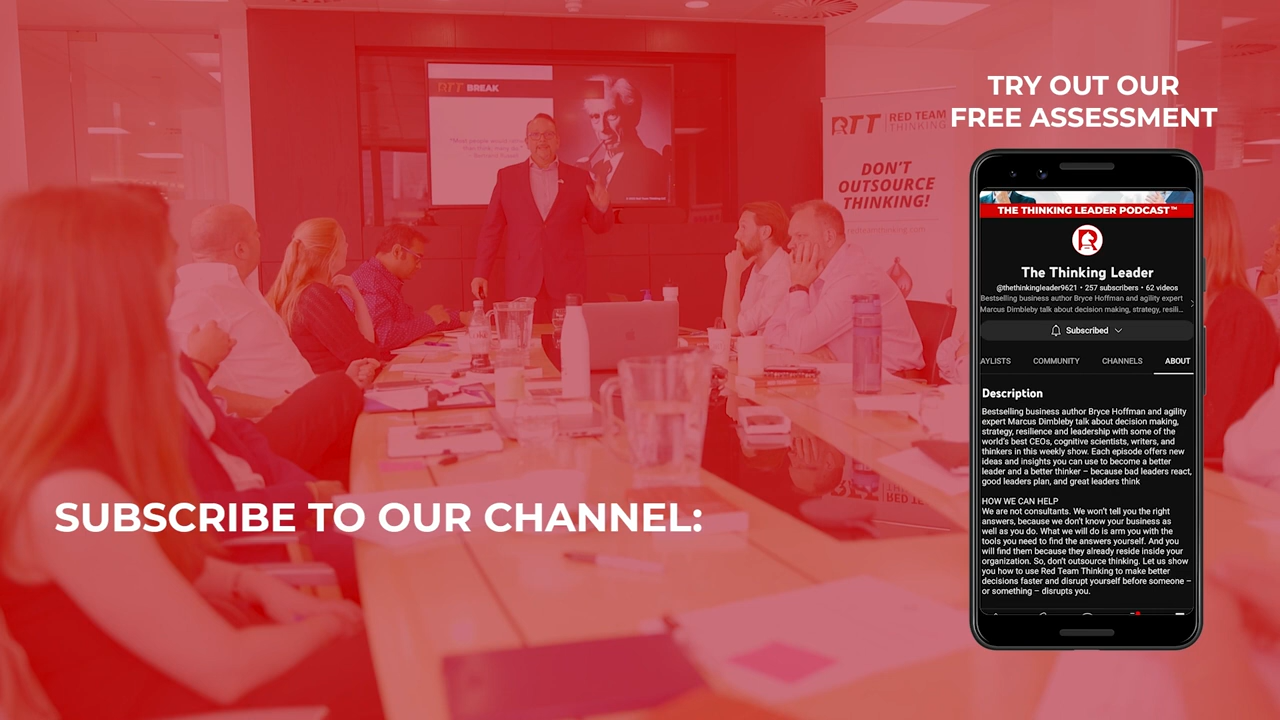 RTT BREAK
RTT RED TEAM
THINKING
DON'T
OUTSOURCE
THINKING!
redteamthinking.com
SUBSCRIBE TO OUR CHANNEL:
TRY OUT OUR
FREE ASSESSMENT
THE THINKING LEADER PODCAST™
The Thinking Leader
@thethinkingleader9621 • 257 subscribers • 62 videos
Bestselling business author Bryce Hoffman and agility expert
Marcus Dimbleby talk about decision making, strategy, resili...
Subscribed
AYLISTS COMMUNITY CHANNELS ABOUT
Description
Bestselling business author Bryce Hoffman and agility
expert Marcus Dimbleby talk about decision making,
strategy, resilience and leadership with some of the
world's best CEOs, cognitive scientists, writers, and
thinkers in this weekly show. Each episode offers new
ideas and insights you can use to become a better
leader and a better thinker – because bad leaders react,
good leaders plan, and great leaders think
HOW WE CAN HELP
We are not consultants. We won't tell you the right
answers, because we don't know your business as
well as you do. What we will do is arm you with the
tools you need to find the answers yourself. And you
will find them because they already reside inside your
organization. So, don't outsource thinking. Let us show
you how to use Red Team Thinking to make better
decisions faster and disrupt yourself before someone –
or something – disrupts you.